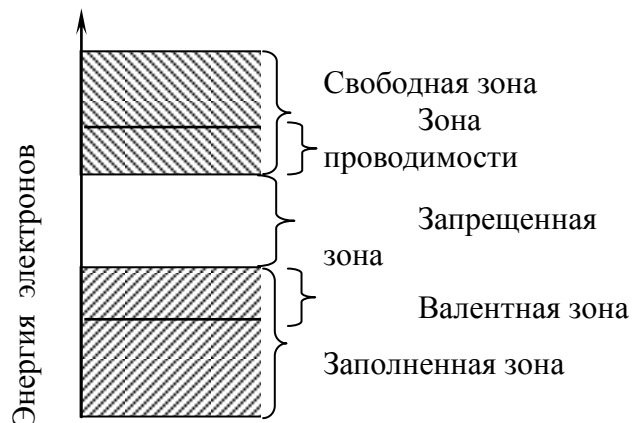 Свободная зона
Зона
проводимости
Запрещенная
зона
Валентная зона
Заполненная зона
Энергия электронов